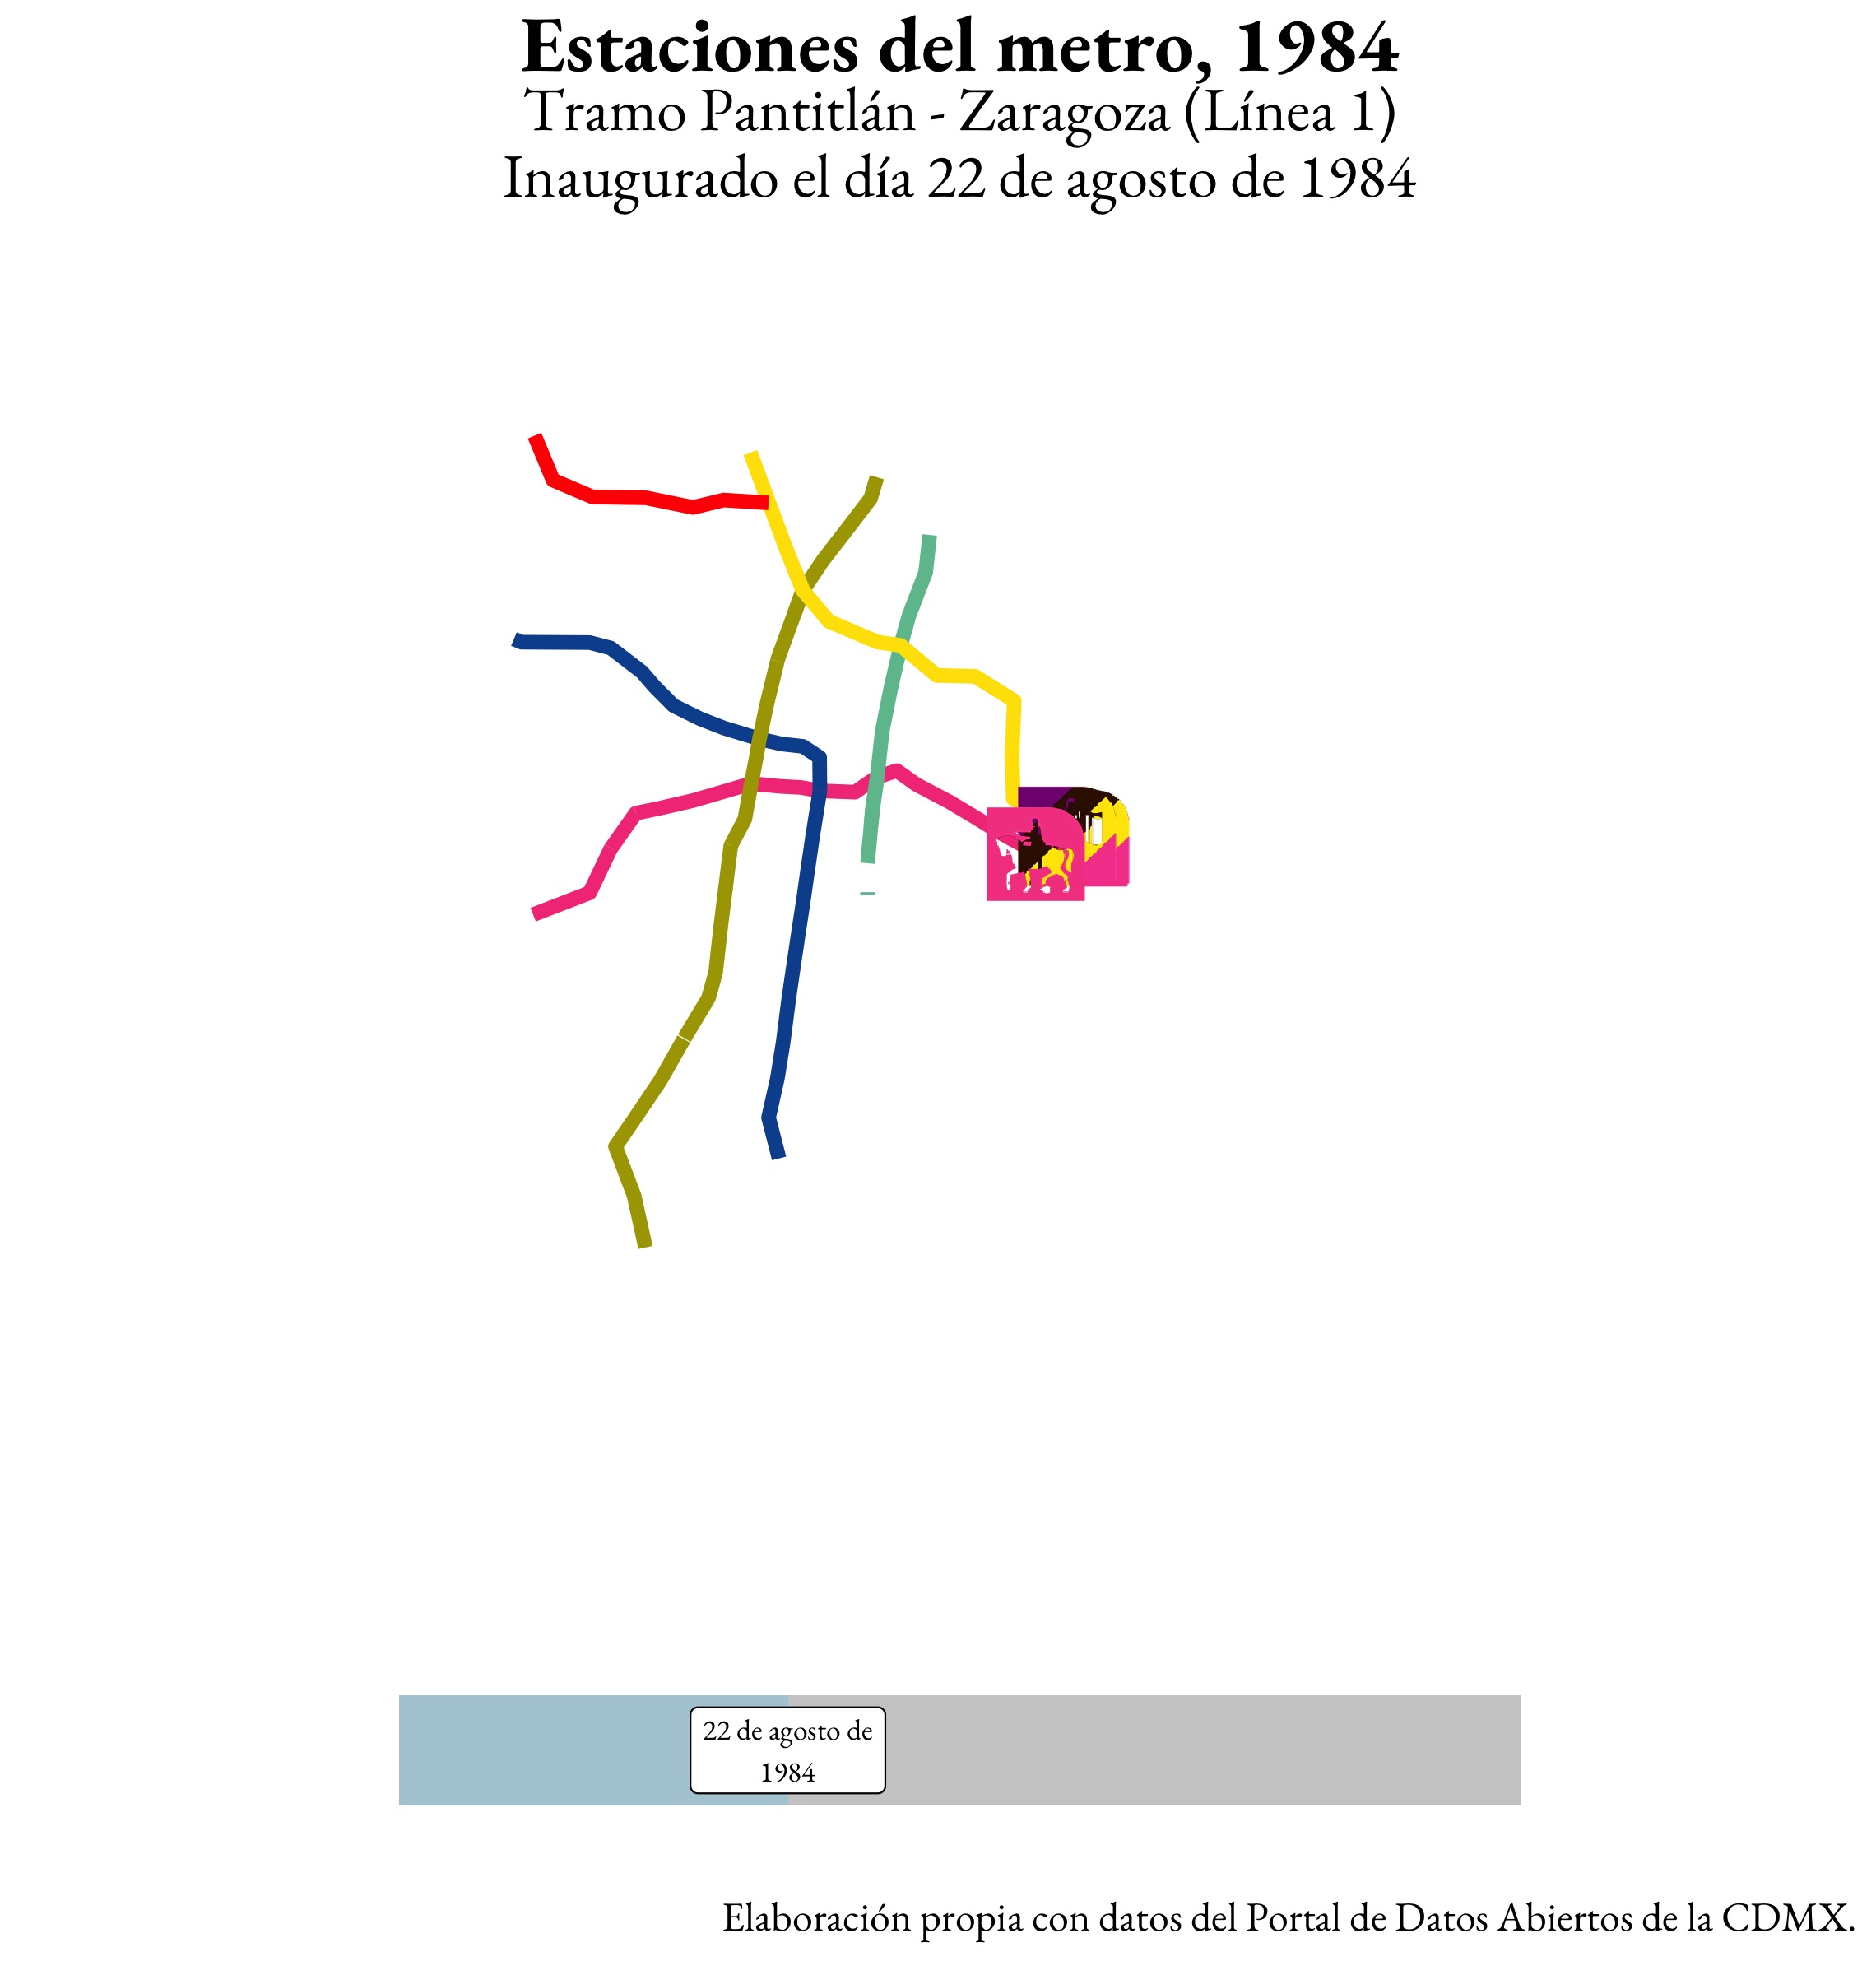 Estaciones del metro, 1984
Tramo Pantitlán - Zaragoza (Línea 1)
Inaugurado el día 22 de agosto de 1984
22 de agosto de
1984
Elaboración propia con datos del Portal de Datos Abiertos de la CDMX.